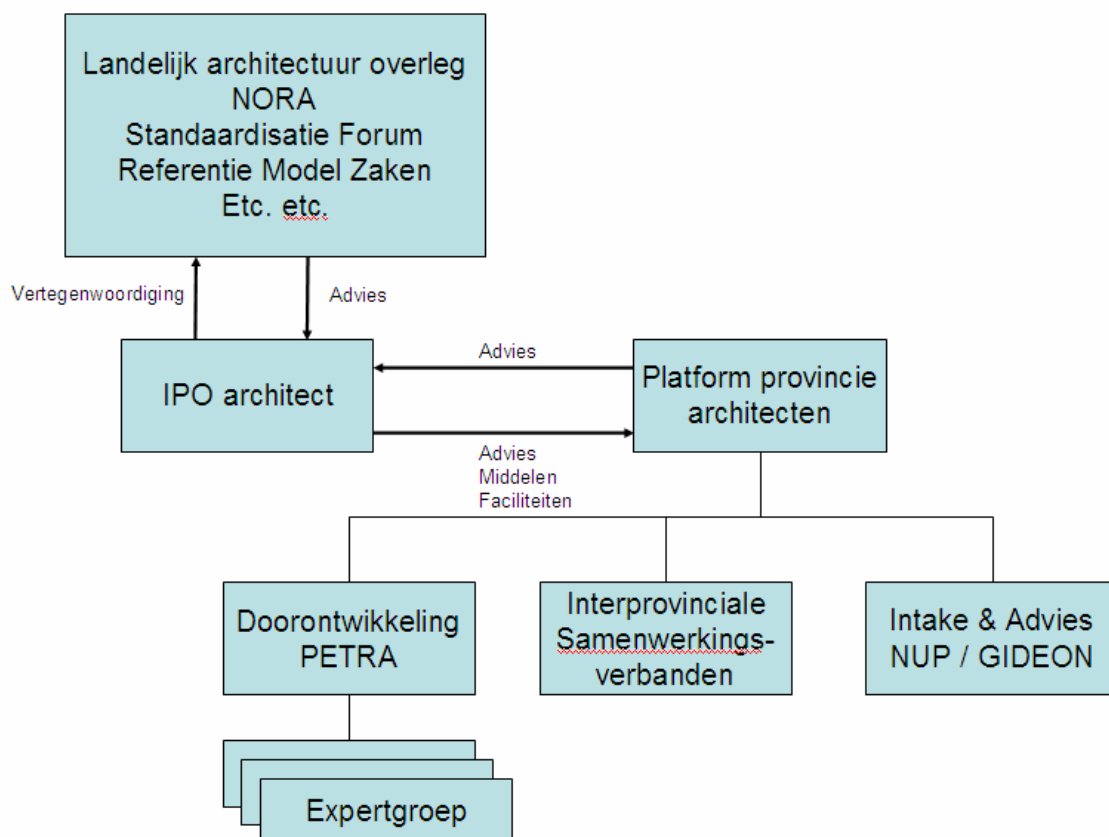 Landelijk architectuur overleg
NORA
Standaardisatie Forum
Referentie Model Zaken
Etc. etc.
Vertegenwoordiging
Advies
IPO architect
Advies
Platform provincie
architecten
Advies
Middelen
Faciliteiten
Doorontwikkeling
PETRA
Interprovinciale
Samenwerkings-
verbanden
Intake & Advies
NUP / GIDEON
Expertgroep